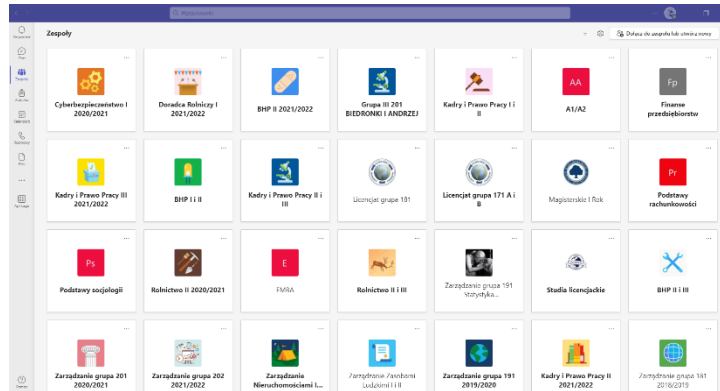 Wyszukiwanie
Zespoły
Dołącz do zespołu lub utwórz nowy
Cyberbezpieczeństwo I
2020/2021
Doradca Rolniczy I
2021/2022
BHP II 2021/2022
Grupa III 201
BIEDRONKI I ANDRZEJ
Kadry i Prawo Pracy I i
II
AA
A1/A2
Fp
Finanse
przedsiębiorstw
Kadry i Prawo Pracy III
2021/2022
BHP I i II
Kadry i Prawo Pracy II i
III
Licencjat grupa 181
Licencjat grupa 171 A i
B
Magisterskie I Rok
Pr
Podstawy
rachunkowości
Ps
Podstawy socjologii
Rolnictwo II 2020/2021
E
EMBA
Rolnictwo II i III
Zarządzanie grupa 191
Statystyka...
Studia licencjackie
BHP II i III
Zarządzanie grupa 201
2020/2021
Zarządzanie grupa 202
2021/2022
Zarządzanie
Nieruchomościami I...
Zarządzanie Zasobami
Ludzkimi I i II
Zarządzanie grupa 191
2019/2020
Kadry i Prawo Pracy II
2021/2022
Zarządzanie grupa 181
2018/2019